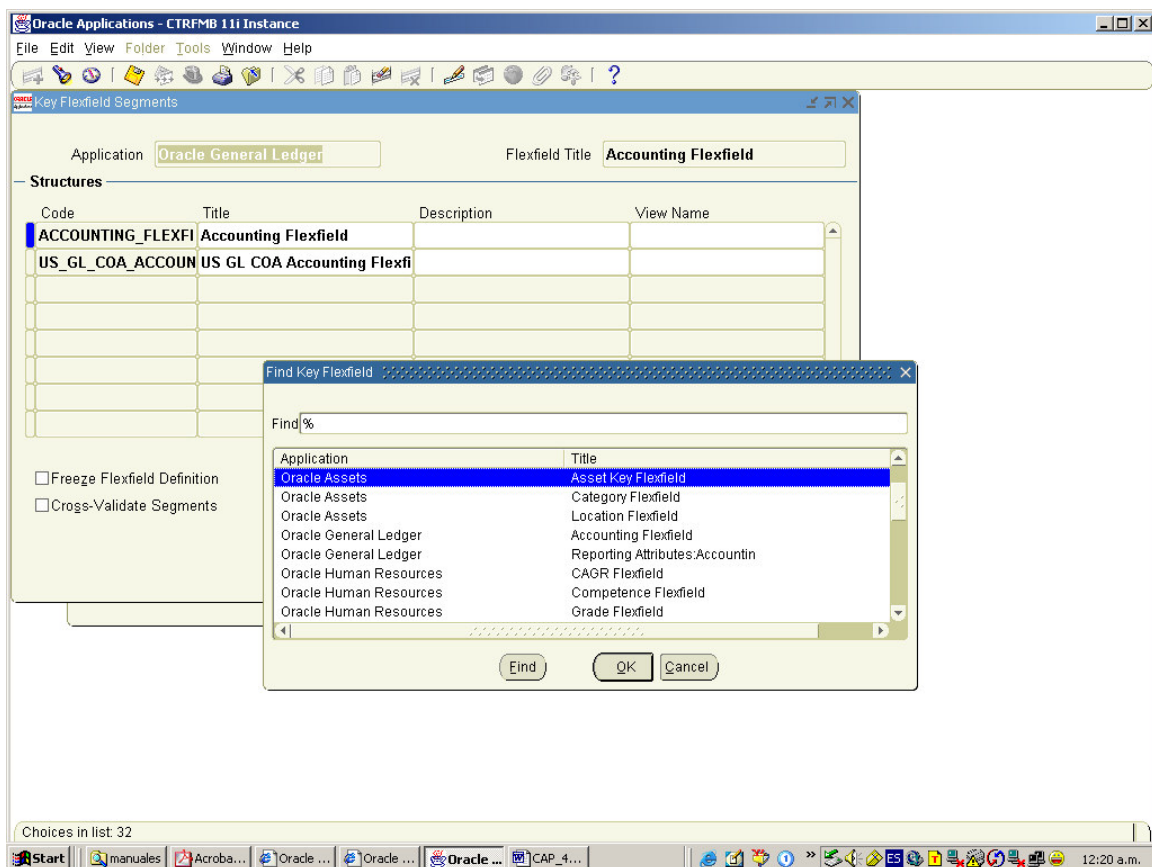 Oracle Applications - CTRFMB 11i Instance
File Edit View Folder Tools Window Help
Key Flexfield Segments
Application Oracle General Ledger Flexfield Title Accounting Flexfield
Structures
Code Title Description View Name
ACCOUNTING_FLEXFI Accounting Flexfield
US_GL_COA_ACCOUN US GL COA Accounting Flexfi
Find Key Flexfield
Find %
Application Title
Oracle Assets Asset Key Flexfield
Oracle Assets Category Flexfield
Oracle Assets Location Flexfield
Oracle General Ledger Accounting Flexfield
Oracle General Ledger Reporting Attributes:Accountin
Oracle Human Resources CAGR Flexfield
Oracle Human Resources Competence Flexfield
Oracle Human Resources Grade Flexfield
Freeze Flexfield Definition
Cross-Validate Segments
Find OK Cancel
Choices in list: 32
Start manuales Acroba... Oracle ... Oracle ... Oracle ... CAP_4... ES 12:20 a.m.